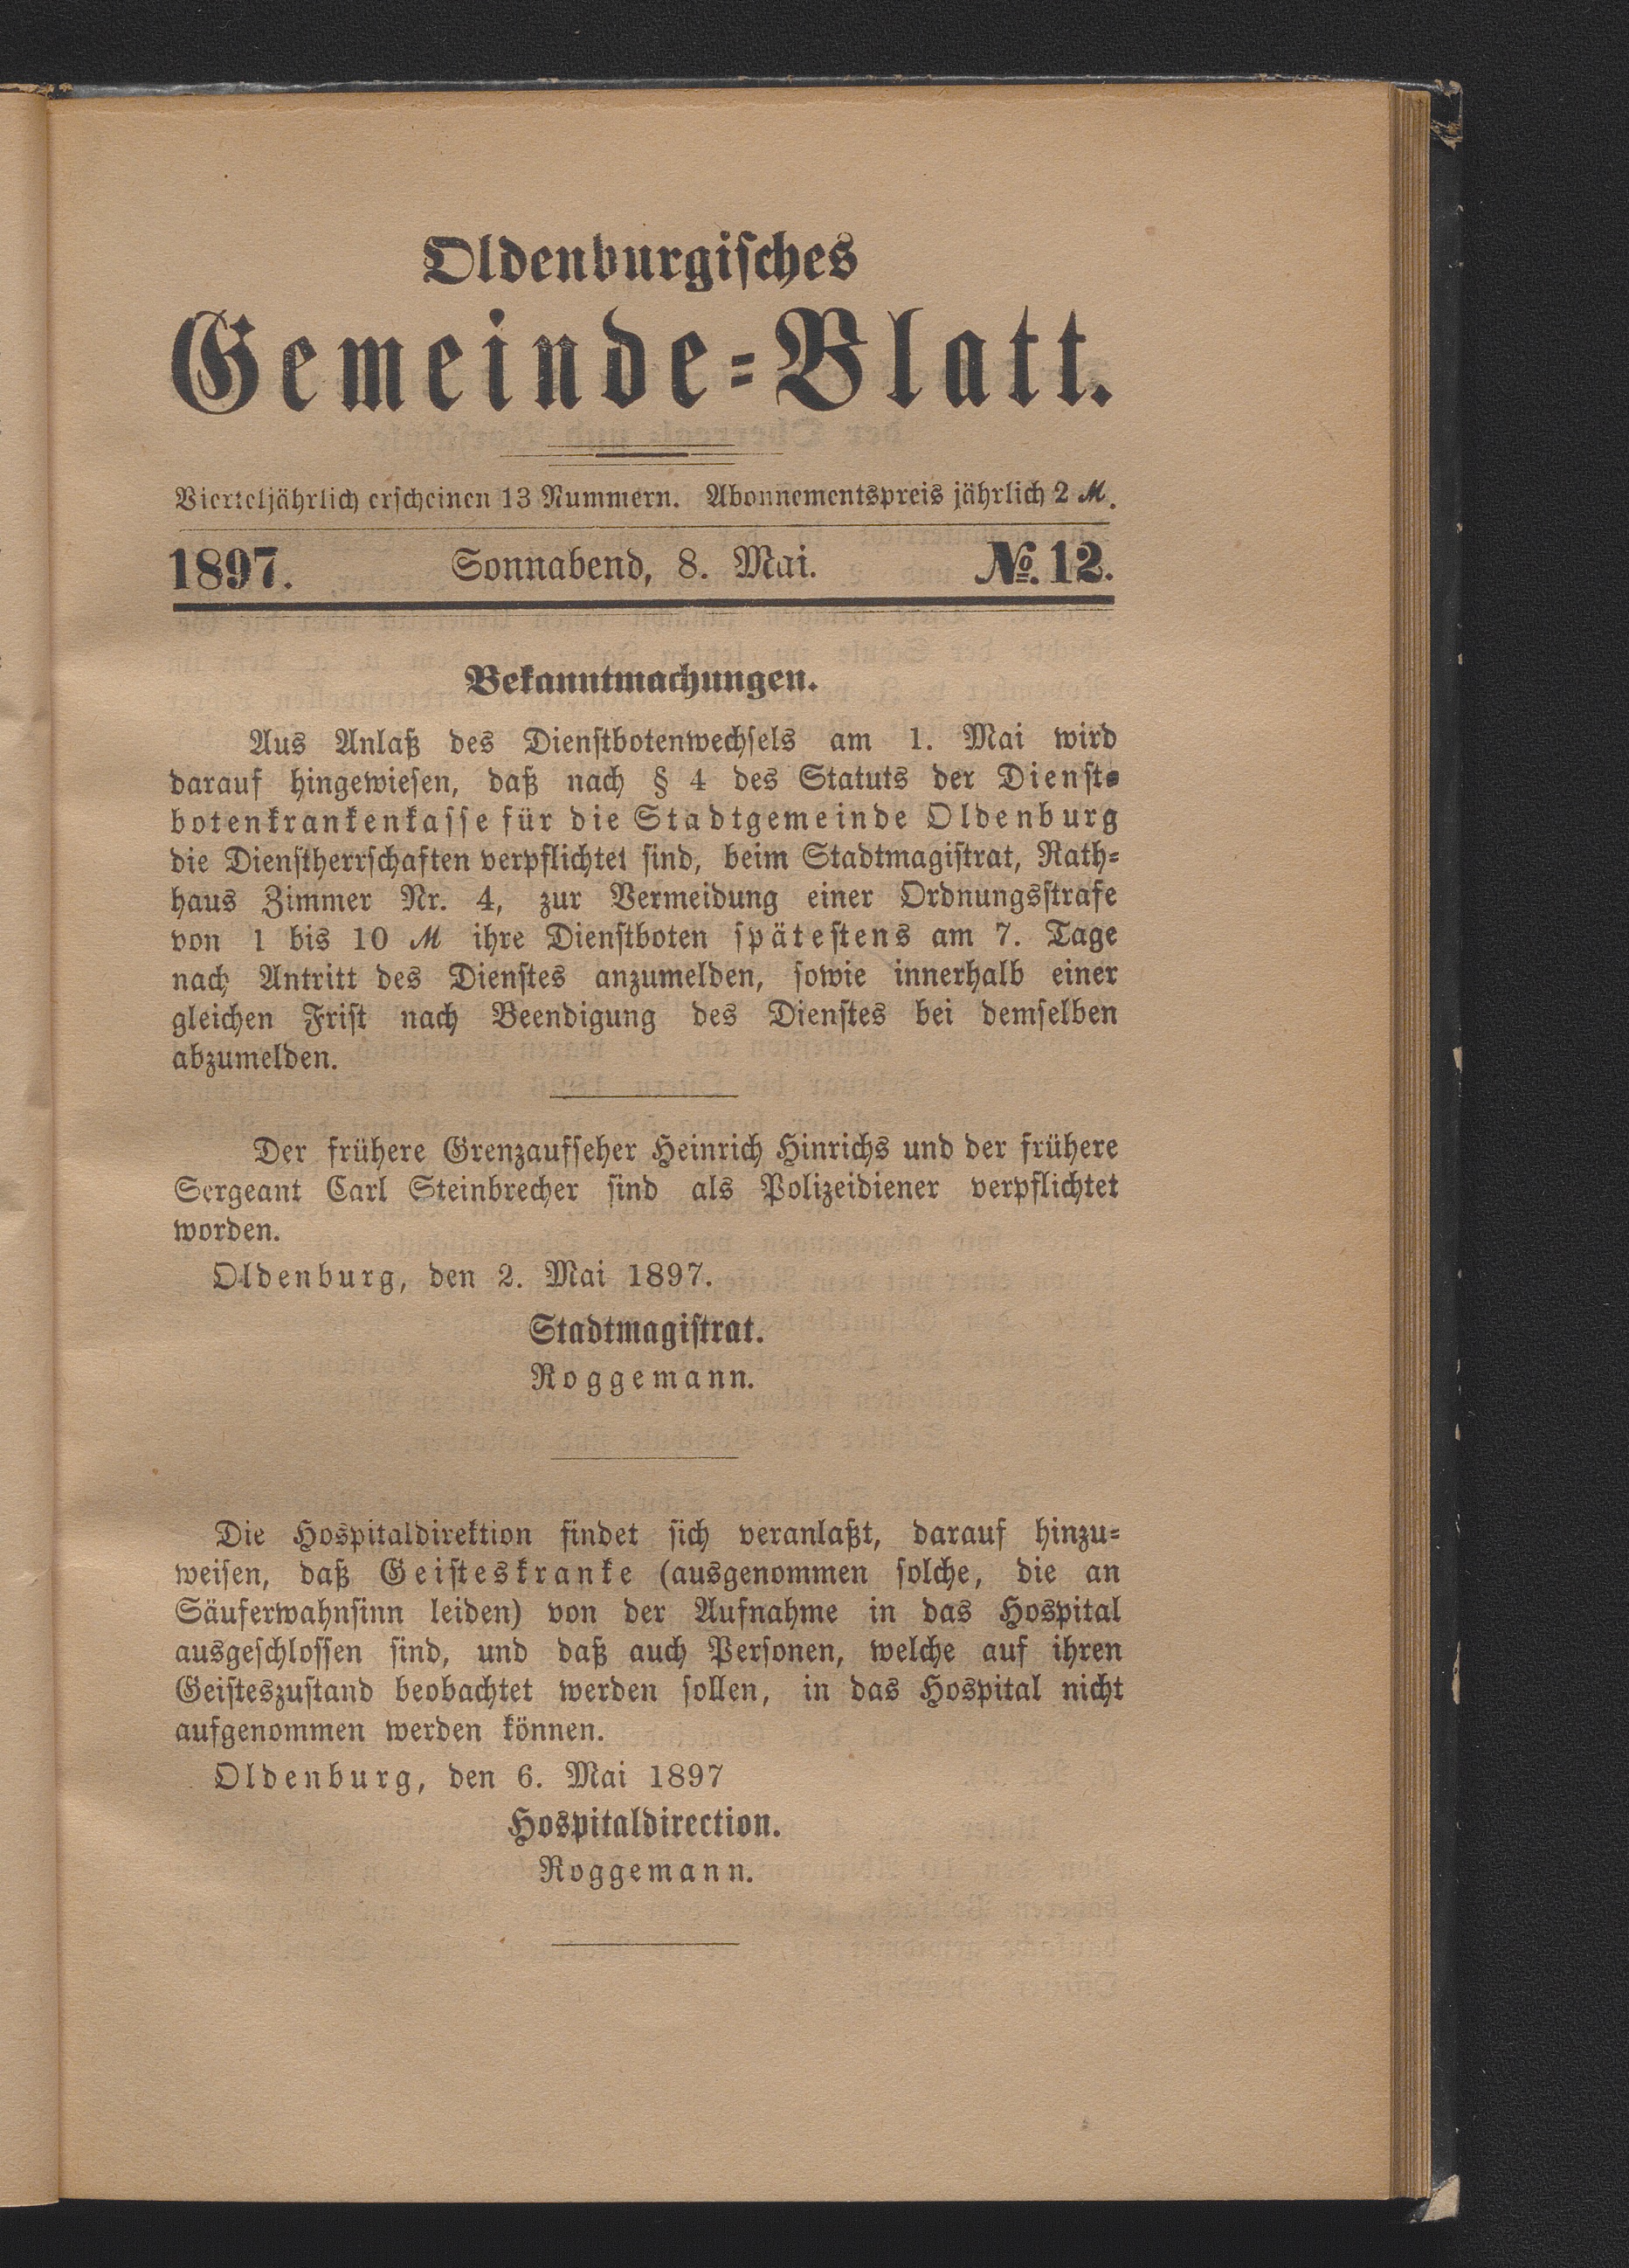 Oldenburgisches
Gemeinde-Blatt.
Vierteljährlich erscheinen 13 Nummern. Abonnementspreis jährlich 2 ℳ.
1897. Sonnabend, 8. Mai. №. 12.
Bekanntmachungen.
Aus Anlaß des Dienstbotenwechsels am 1. Mai wird
darauf hingewiesen, daß nach § 4 des Statuts der Dienst-
botenkrankenkasse für die Stadtgemeinde Oldenburg
die Dienstherrschaften verpflichtet sind, beim Stadtmagistrat, Rath-
haus Zimmer Nr. 4, zur Vermeidung einer Ordnungsstrafe
von 1 bis 10 ℳ ihre Dienstboten spätestens am 7. Tage
nach Antritt des Dienstes anzumelden, sowie innerhalb einer
gleichen Frist nach Beendigung des Dienstes bei demselben
abzumelden.
Der frühere Grenzaufseher Heinrich Hinrichs und der frühere
Sergeant Carl Steinbrecher sind als Polizeidiener verpflichtet
worden.
Oldenburg, den 2. Mai 1897.
Stadtmagistrat.
Roggemann.
Die Hospitaldirektion findet sich veranlaßt, darauf hinzu-
weisen, daß Geisteskranke (ausgenommen solche, die an
Säuferwahnsinn leiden) von der Aufnahme in das Hospital
ausgeschlossen sind, und daß auch Personen, welche auf ihren
Geisteszustand beobachtet werden sollen, in das Hospital nicht
aufgenommen werden können.
Oldenburg, den 6. Mai 1897
Hospitaldirection.
Roggemann.